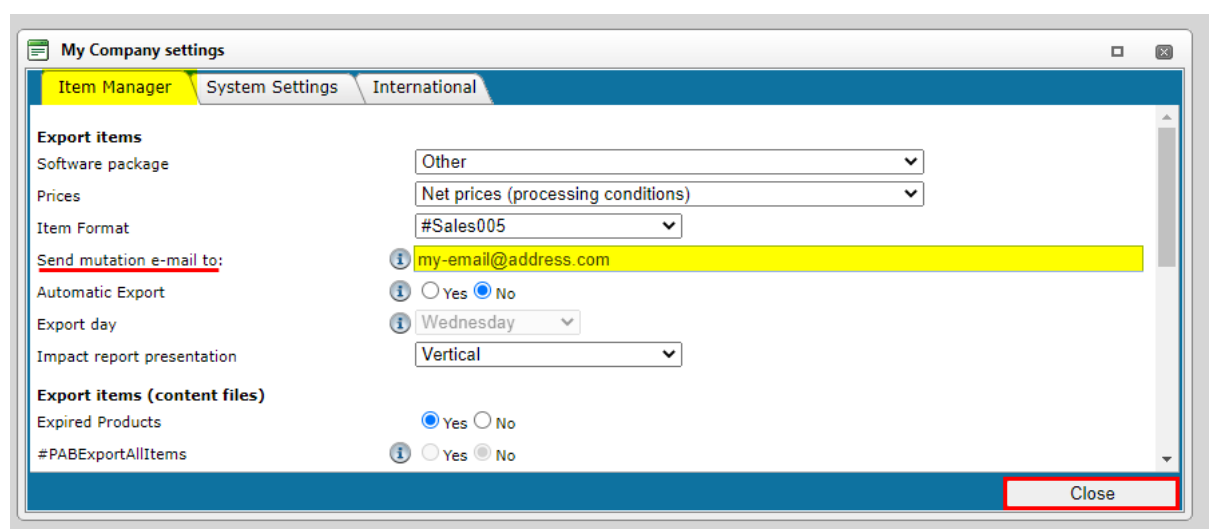 My Company settings
Item Manager System Settings International
Export items
Software package Other
Prices Net prices (processing conditions)
Item Format #Sales005
Send mutation e-mail to: my-email@address.com
Automatic Export Yes No
Export day Wednesday
Impact report presentation Vertical
Export items (content files)
Expired Products Yes No
#PABExportAllItems Yes No
Close